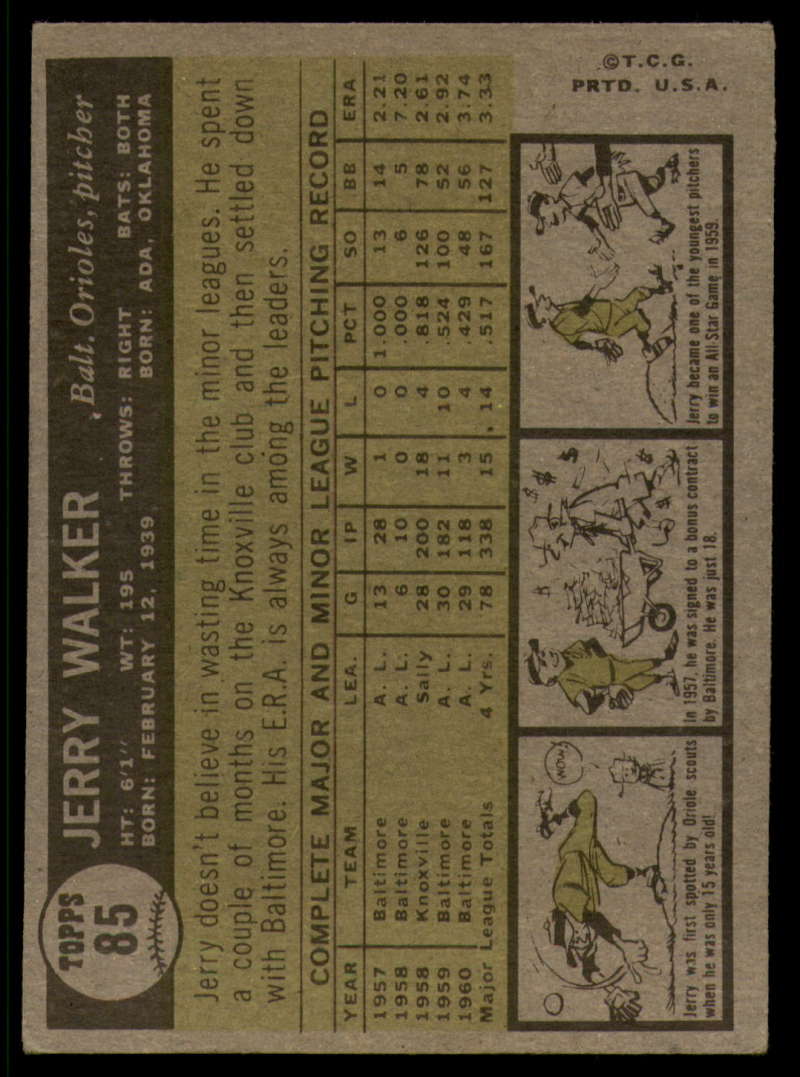 TOPPS
85
JERRY WALKER Balt. Orioles, pitcher
HT: 6'1" WT: 195 THROWS: RIGHT BATS: BOTH
BORN: FEBRUARY 12, 1939 BORN: ADA, OKLAHOMA
Jerry doesn't believe in wasting time in the minor leagues. He spent
a couple of months on the Knoxville club and then settled down
with Baltimore. His E.R.A. is always among the leaders.
COMPLETE MAJOR AND MINOR LEAGUE PITCHING RECORD
YEAR TEAM LEA. G IP W L PCT SO BB ERA
1957 Baltimore A. L. 13 28 1 0 1.000 13 14 2.21
1958 Baltimore A. L. 6 10 0 0 .000 6 5 7.20
1958 Knoxville Sally 28 200 18 4 .818 126 78 2.61
1959 Baltimore A. L. 30 182 11 10 .524 100 52 2.92
1960 Baltimore A. L. 29 118 3 4 .429 48 56 3.74
Major League Totals 4 Yrs. 78 338 15 14 .517 167 127 3.33
WOW!
Jerry was first spotted by Oriole scouts
when he was only 15 years old!
$ $ $ $
In 1957, he was signed to a bonus contract
by Baltimore. He was just 18.
Jerry became one of the youngest pitchers
to win an All-Star Game in 1959.
©T.C.G.
PRTD. U.S.A.